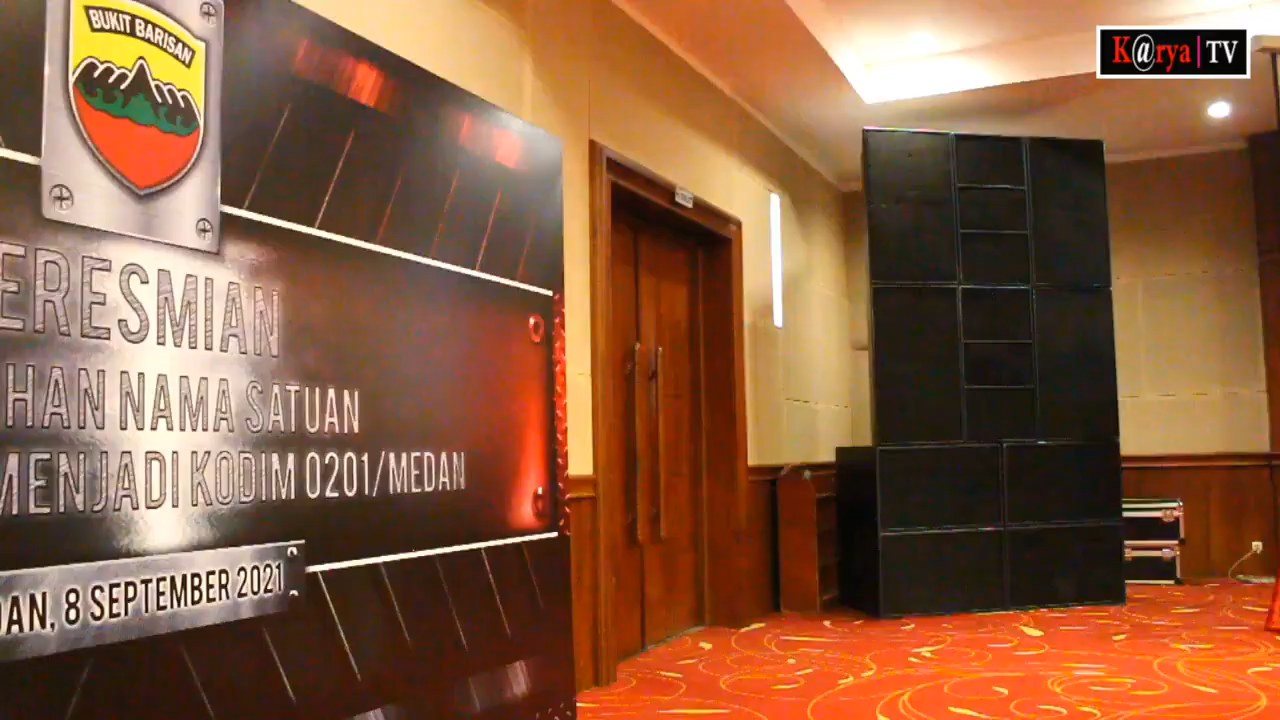 BUKIT BARISAN
K@rya|TV
ERESMIAN
HAN NAMA SATUAN
MENJADI KODIM 0201/MEDAN
DAN, 8 SEPTEMBER 2021